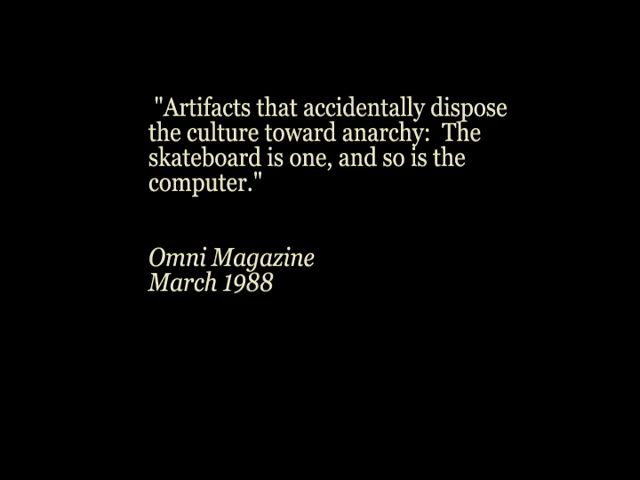 "Artifacts that accidentally dispose
the culture toward anarchy:  The
skateboard is one, and so is the
computer."
Omni Magazine
March 1988